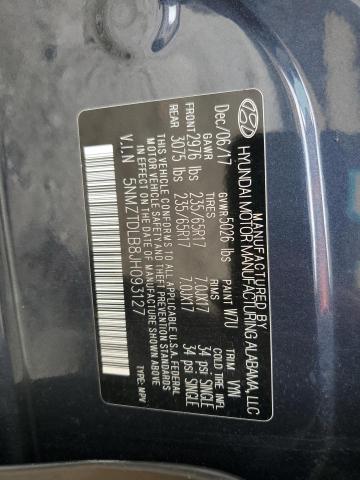 MANUFACTURED BY
HYUNDAI MOTOR MANUFACTURING ALABAMA, LLC
Dec/06/17 GVWR 5026 lbs PAINT W7U TRIM VYN
GAWR TIRES RIMS COLD TIRE INFL
FRONT 2976 lbs 235/65R17 7.0JX17 34 PSI SINGLE
REAR 3075 lbs 235/65R17 7.0JX17 34 PSI SINGLE
THIS VEHICLE CONFORMS TO ALL APPLICABLE U.S.A. FEDERAL
MOTOR VEHICLE SAFETY, BUMPER, AND THEFT PREVENTION STANDARDS
IN EFFECT ON THE DATE OF MANUFACTURE SHOWN ABOVE.
V.I.N 5NMZTDLB8JH093127 TYPE: MPV